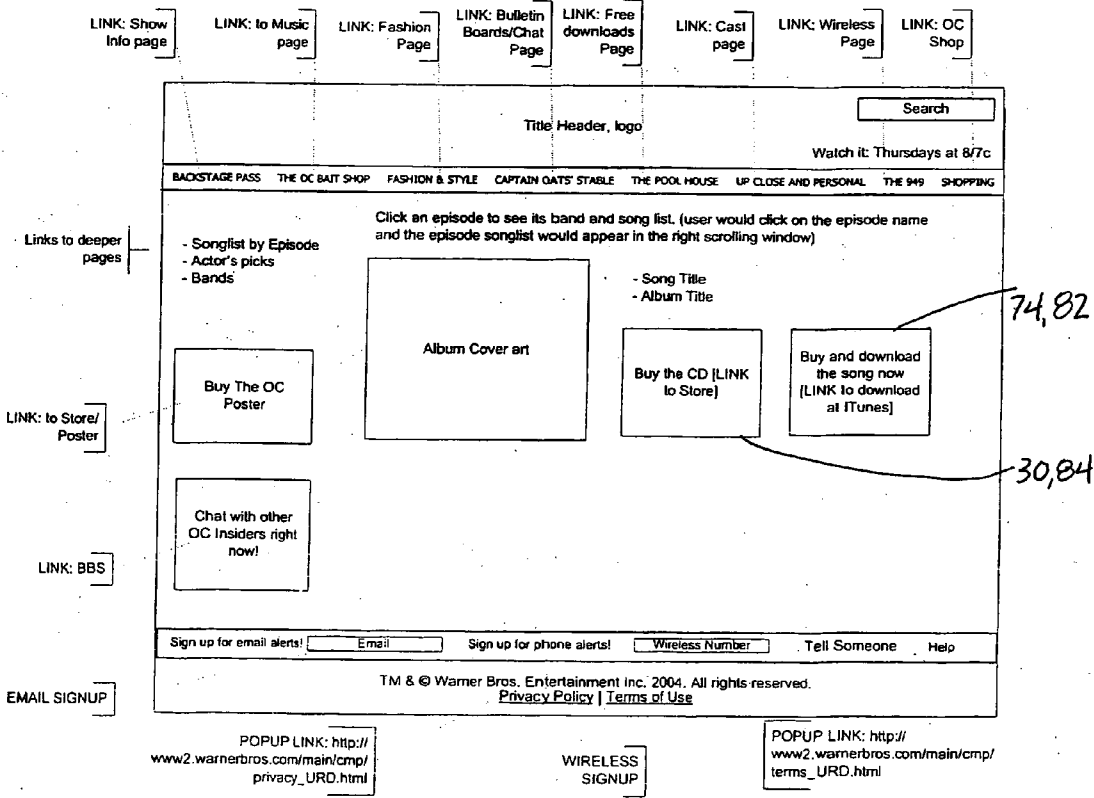 LINK: Show
Info page
LINK: to Music
page
LINK: Fashion
Page
LINK: Bulletin
Boards/Chat
Page
LINK: Free
downloads
Page
LINK: Cast
page
LINK: Wireless
Page
LINK: OC
Shop
Search
Title Header, logo
Watch it: Thursdays at 8/7c
BACKSTAGE PASS THE OC BAIT SHOP FASHION & STYLE CAPTAIN OATS' STABLE THE POOL HOUSE UP CLOSE AND PERSONAL THE 949 SHOPPING
Click an episode to see its band and song list. (user would click on the episode name
and the episode songlist would appear in the right scrolling window)
Links to deeper
pages
- Songlist by Episode
- Actor's picks
- Bands
- Song Title
- Album Title
74,82
Album Cover art
Buy the CD [LINK
to Store]
Buy and download
the song now
[LINK to download
at ITunes]
Buy The OC
Poster
LINK: to Store/
Poster
30,84
Chat with other
OC Insiders right
now!
LINK: BBS
Sign up for email alerts! Email Sign up for phone alerts! Wireless Number Tell Someone Help
TM & © Warner Bros. Entertainment Inc. 2004. All rights reserved.
Privacy Policy | Terms of Use
EMAIL SIGNUP
POPUP LINK: http://
www2.warnerbros.com/main/cmp/
privacy_URD.html
WIRELESS
SIGNUP
POPUP LINK: http://
www2.warnerbros.com/main/cmp/
terms_URD.html